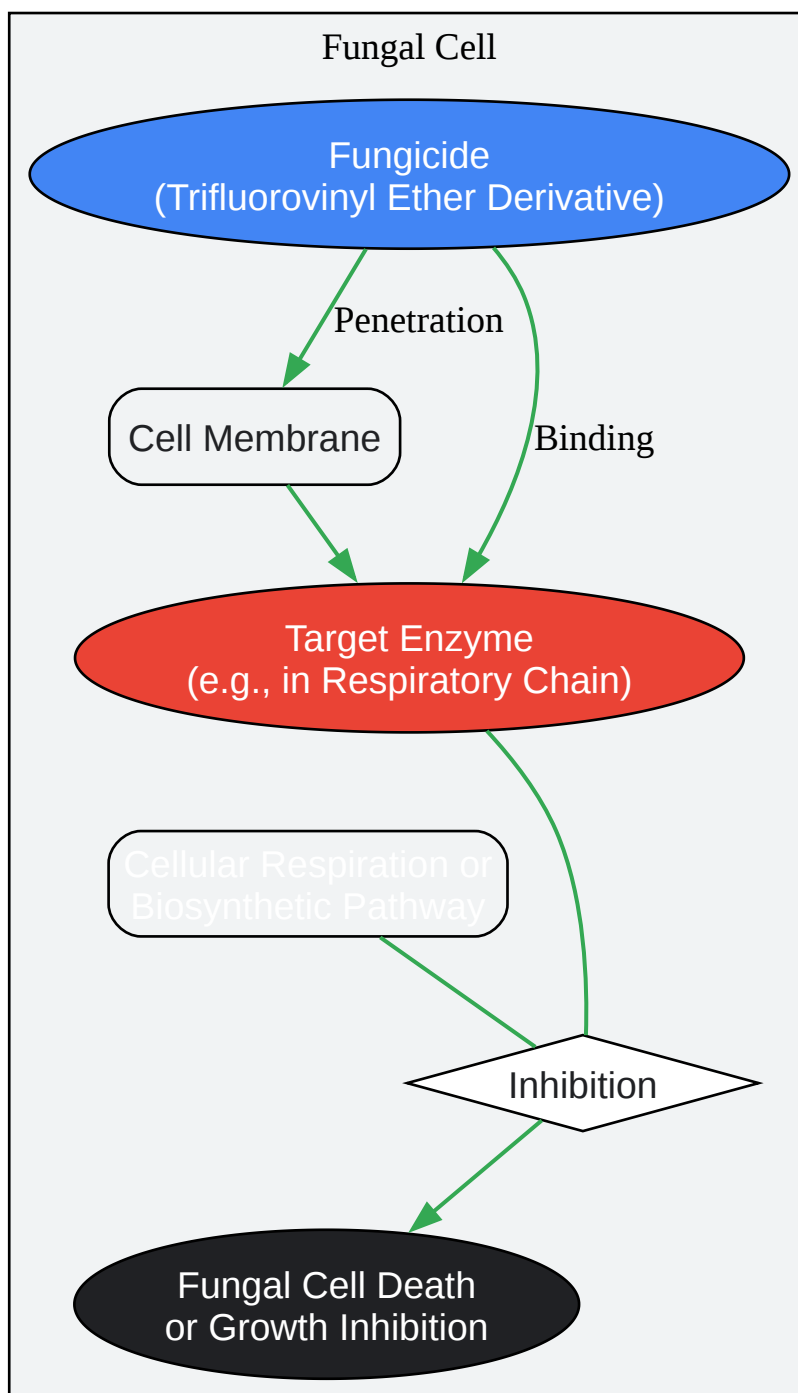 Fungal Cell
Fungicide
(Trifluorovinyl Ether Derivative)
Penetration
Cell Membrane
Binding
Target Enzyme
(e.g., in Respiratory Chain)
Cellular Respiration or
Biosynthetic Pathway
Inhibition
Fungal Cell Death
or Growth Inhibition